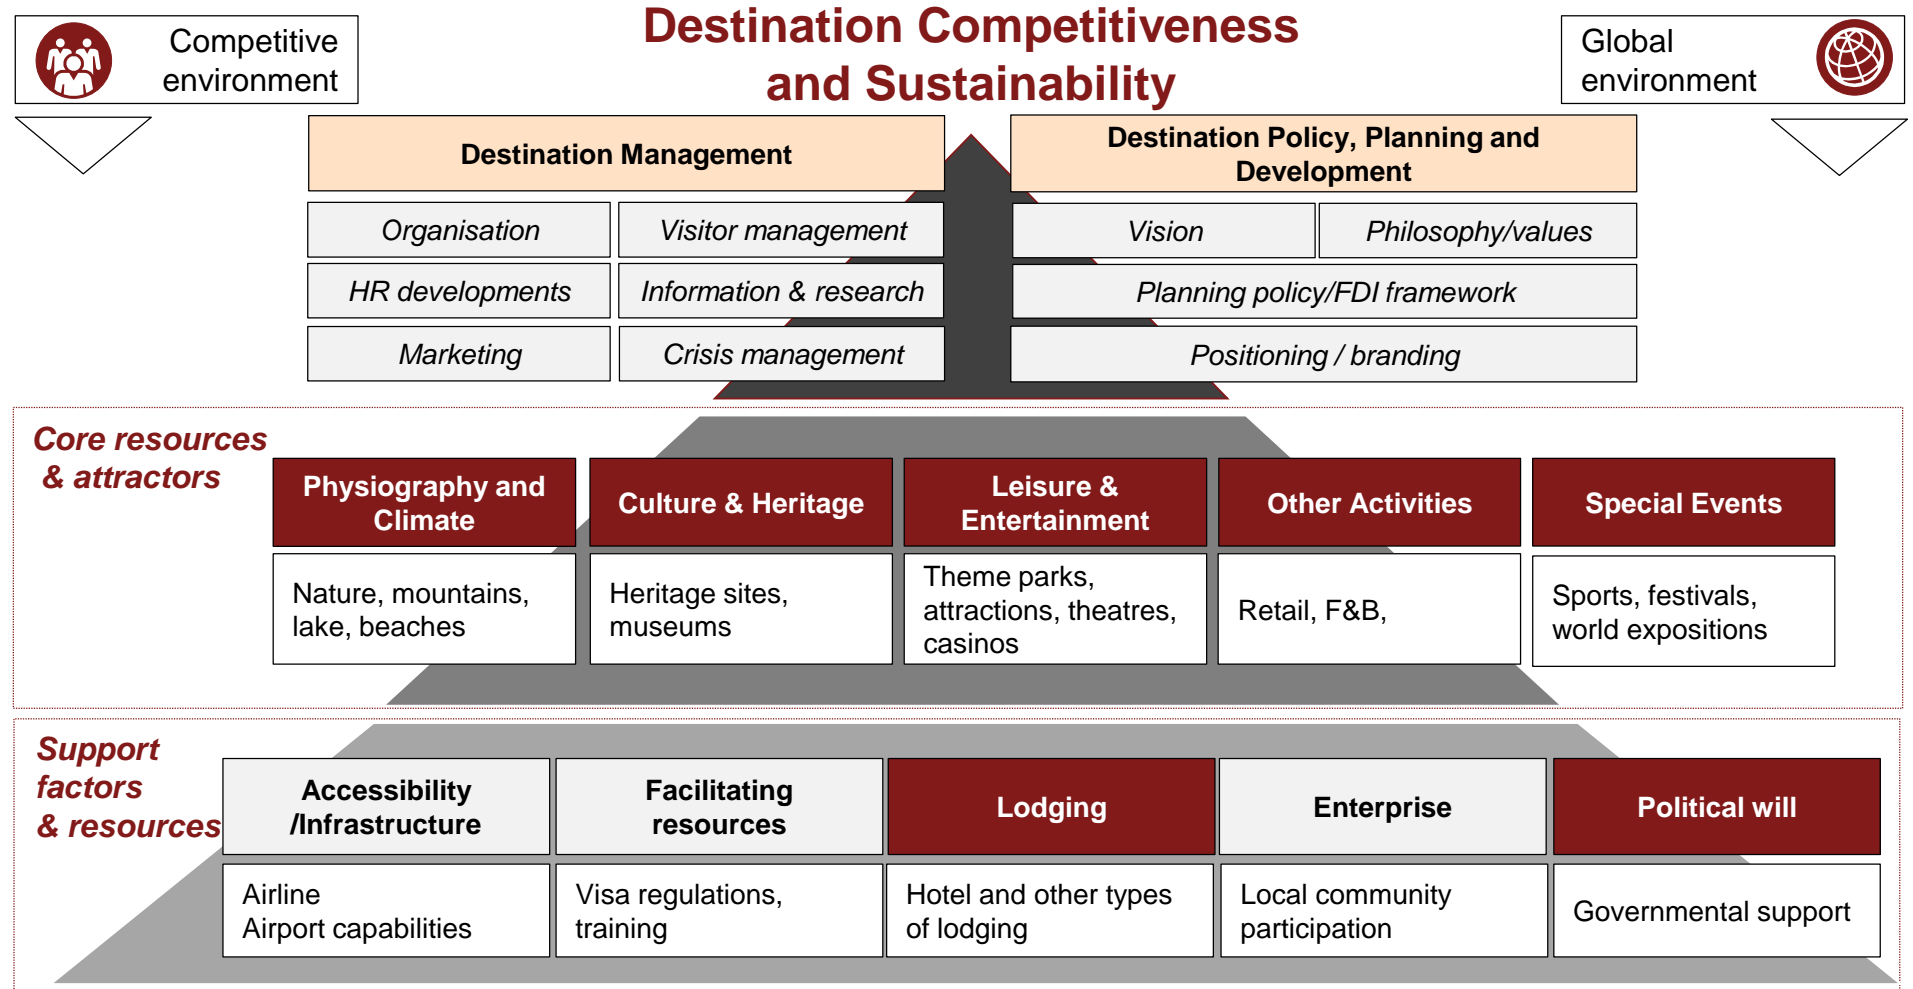 Destination Competitiveness
and Sustainability
Competitive
environment
Global
environment
Destination Management
Destination Policy, Planning and
Development
Organisation
Visitor management
Vision
Philosophy/values
HR developments
Information & research
Planning policy/FDI framework
Marketing
Crisis management
Positioning / branding
Core resources
& attractors
Physiography and
Climate
Culture & Heritage
Leisure &
Entertainment
Other Activities
Special Events
Nature, mountains,
lake, beaches
Heritage sites,
museums
Theme parks,
attractions, theatres,
casinos
Retail, F&B,
Sports, festivals,
world expositions
Support
factors
& resources
Accessibility
/Infrastructure
Facilitating
resources
Lodging
Enterprise
Political will
Airline
Airport capabilities
Visa regulations,
training
Hotel and other types
of lodging
Local community
participation
Governmental support